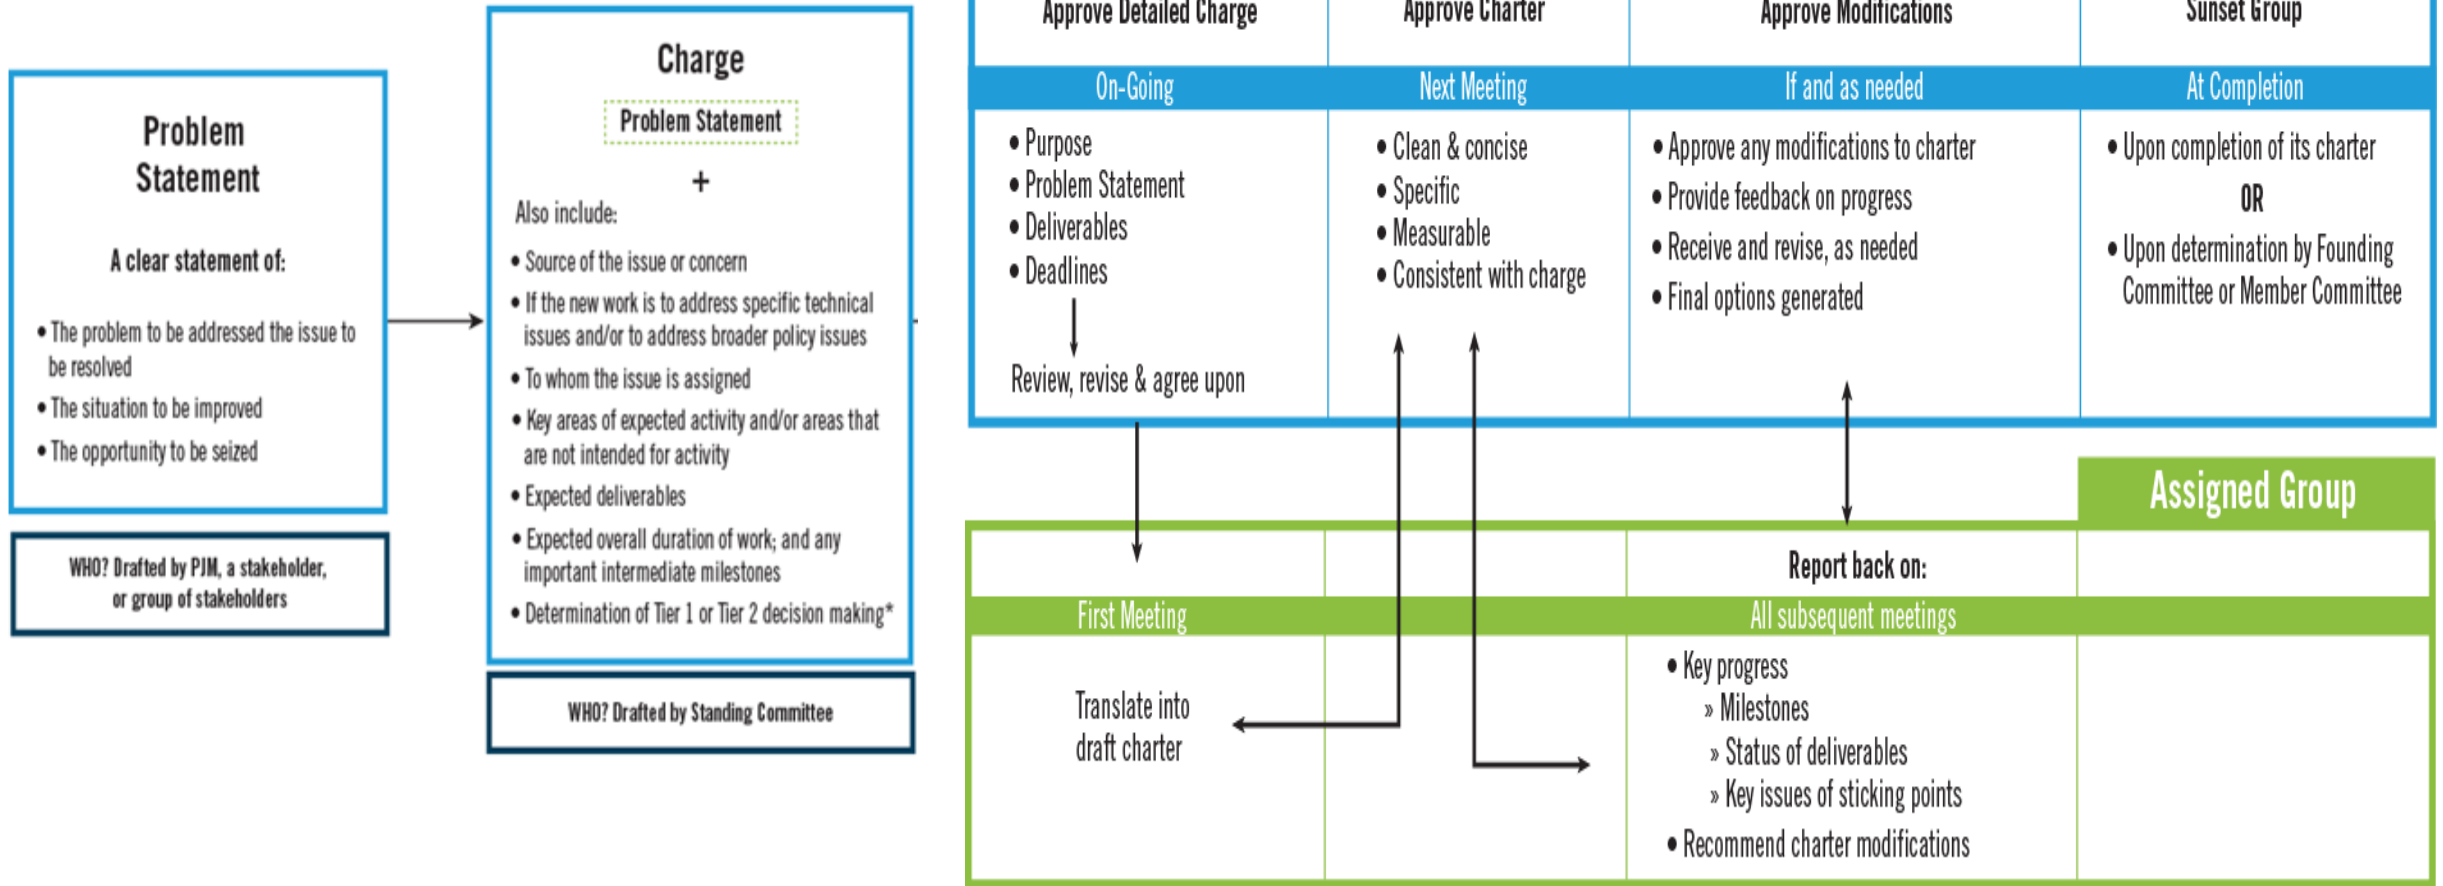 Problem
Statement
A clear statement of:
• The problem to be addressed the issue to
be resolved
• The situation to be improved
• The opportunity to be seized
WHO? Drafted by PJM, a stakeholder,
or group of stakeholders
Charge
Problem Statement
+
Also include:
• Source of the issue or concern
• If the new work is to address specific technical
issues and/or to address broader policy issues
• To whom the issue is assigned
• Key areas of expected activity and/or areas that
are not intended for activity
• Expected deliverables
• Expected overall duration of work; and any
important intermediate milestones
• Determination of Tier 1 or Tier 2 decision making*
WHO? Drafted by Standing Committee
Approve Detailed Charge
On-Going
• Purpose
• Problem Statement
• Deliverables
• Deadlines
Review, revise & agree upon
Approve Charter
Next Meeting
• Clean & concise
• Specific
• Measurable
• Consistent with charge
Approve Modifications
If and as needed
• Approve any modifications to charter
• Provide feedback on progress
• Receive and revise, as needed
• Final options generated
Sunset Group
At Completion
• Upon completion of its charter
OR
• Upon determination by Founding
Committee or Member Committee
Assigned Group
First Meeting
Translate into
draft charter
Report back on:
All subsequent meetings
• Key progress
» Milestones
» Status of deliverables
» Key issues of sticking points
• Recommend charter modifications